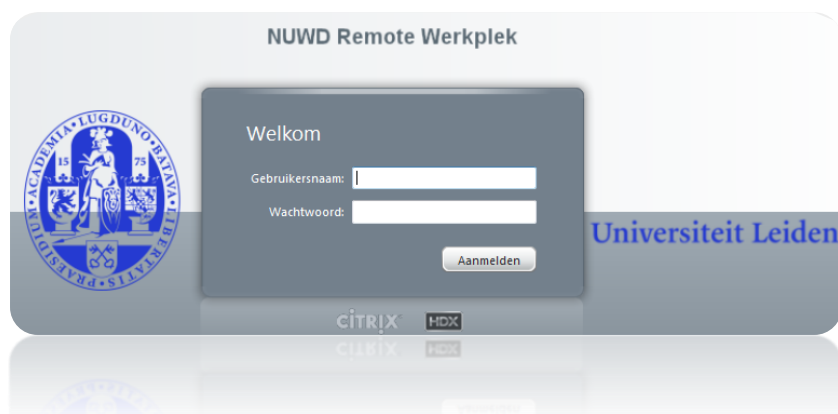 NUWD Remote Werkplek
ACADEMIA·LUGDUNO·BATAVA·LIBERTATIS·PRAESIDIUM
15 75
Welkom
Gebruikersnaam:
Wachtwoord:
Universiteit Leiden
Aanmelden
CITRIX HDX